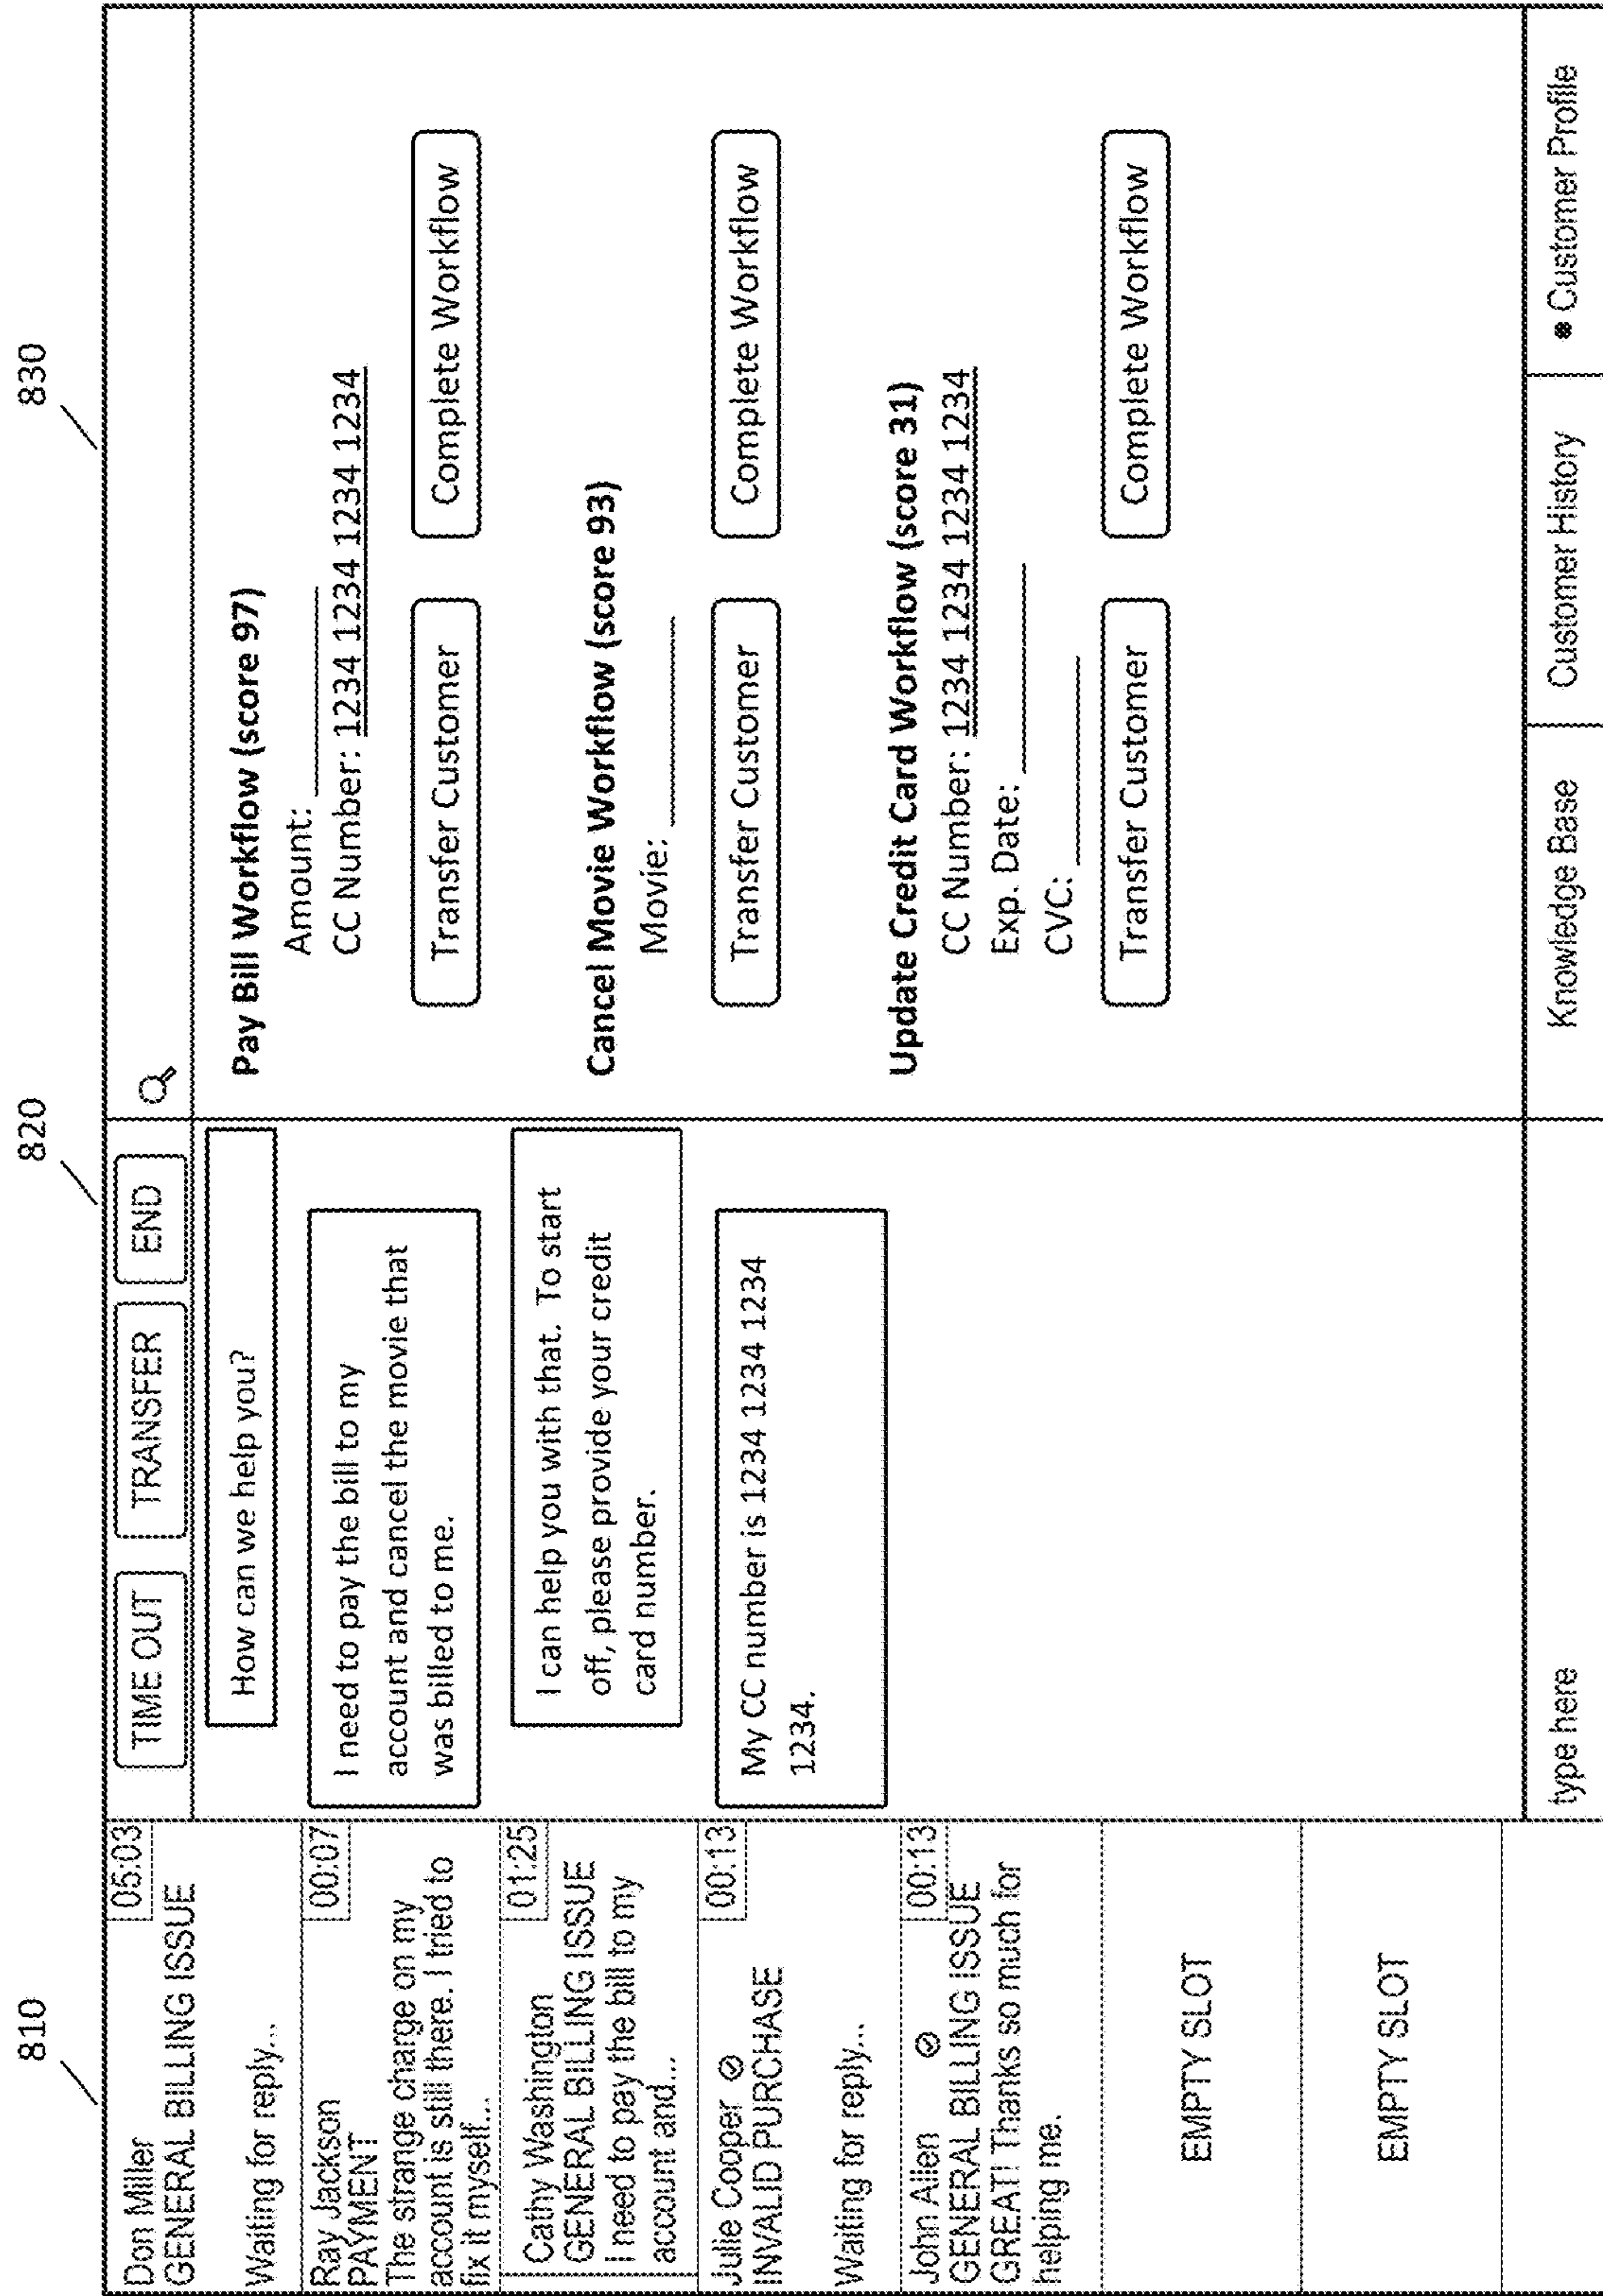 810
820
830
Don Miller
05:03
GENERAL BILLING ISSUE
Waiting for reply...
Ray Jackson
00:07
PAYMENT
The strange charge on my
account is still there. I tried to
fix it myself...
Cathy Washington
01:25
GENERAL BILLING ISSUE
I need to pay the bill to my
account and...
Julie Cooper
00:13
INVALID PURCHASE
Waiting for reply...
John Allen
00:13
GENERAL BILLING ISSUE
GREAT! Thanks so much for
helping me.
EMPTY SLOT
EMPTY SLOT
TIME OUT
TRANSFER
END
How can we help you?
I need to pay the bill to my
account and cancel the movie that
was billed to me.
I can help you with that. To start
off, please provide your credit
card number.
My CC number is 1234 1234 1234
1234.
type here
Pay Bill Workflow (score 97)
Amount: __________
CC Number: 1234 1234 1234 1234
Transfer Customer
Complete Workflow
Cancel Movie Workflow (score 93)
Movie: __________
Transfer Customer
Complete Workflow
Update Credit Card Workflow (score 31)
CC Number: 1234 1234 1234 1234
Exp. Date: __________
CVC: __________
Transfer Customer
Complete Workflow
Knowledge Base
Customer History
• Customer Profile